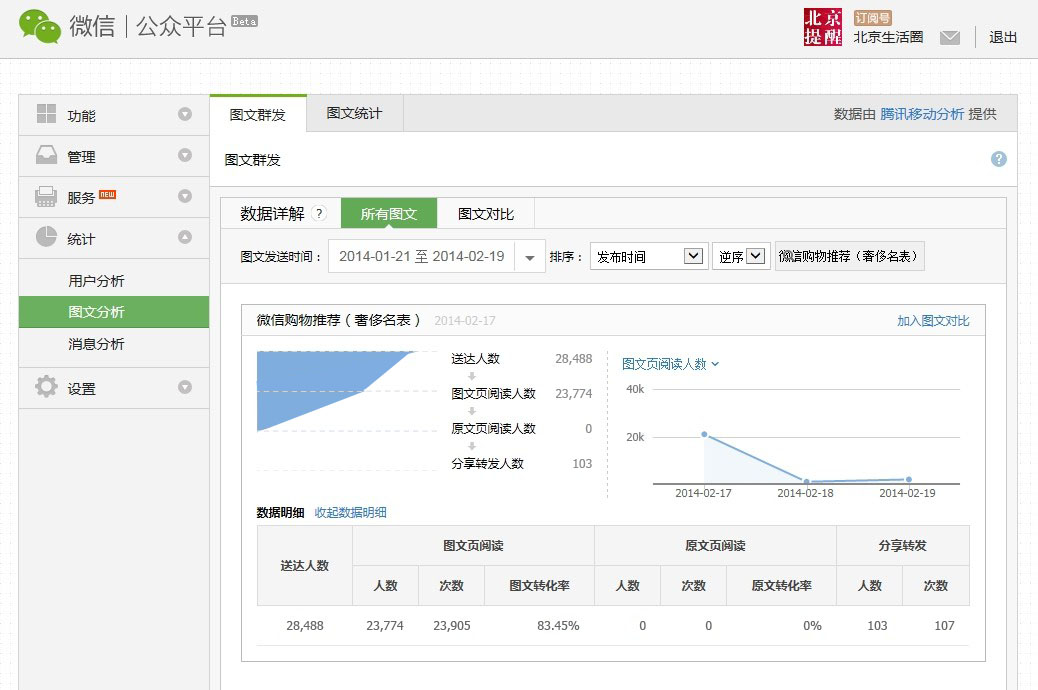 微信 | 公众平台 Beta
北京提醒
订阅号
北京生活圈
退出
功能
管理
服务 NEW
统计
用户分析
图文分析
消息分析
设置
图文群发 图文统计 数据由 腾讯移动分析 提供
图文群发 ?
数据详解 ? 所有图文 图文对比
图文发送时间： 2014-01-21 至 2014-02-19 排序： 发布时间 逆序 微信购物推荐（奢侈名表）
微信购物推荐（奢侈名表） 2014-02-17 加入图文对比
送达人数 28,488
图文页阅读人数 23,774
原文页阅读人数 0
分享转发人数 103
图文页阅读人数
40k
20k
2014-02-17 2014-02-18 2014-02-19
数据明细 收起数据明细
送达人数 图文页阅读 原文页阅读 分享转发
人数 次数 图文转化率 人数 次数 原文转化率 人数 次数
28,488 23,774 23,905 83.45% 0 0 0% 103 107